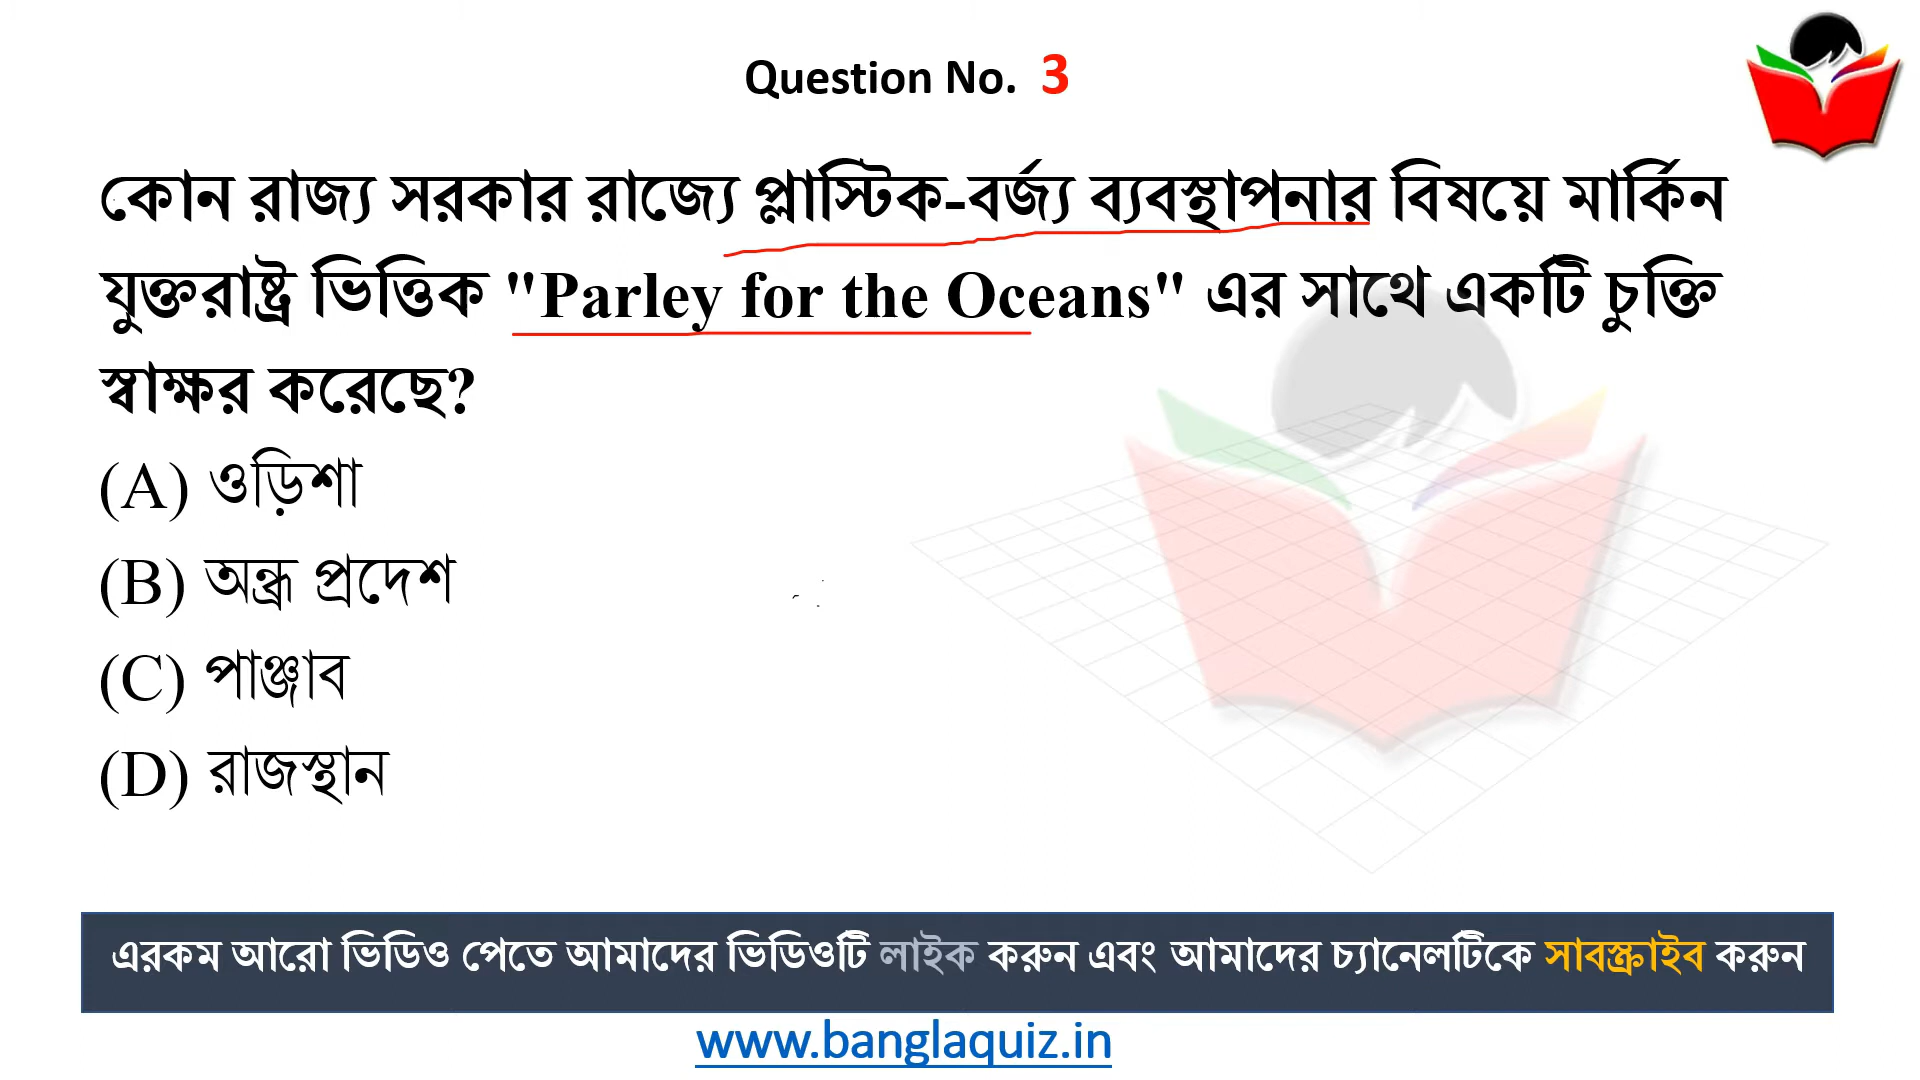 Question No. 3
কোন রাজ্য সরকার রাজ্যে প্লাস্টিক-বর্জ্য ব্যবস্থাপনার বিষয়ে মার্কিন
যুক্তরাষ্ট্র ভিত্তিক "Parley for the Oceans" এর সাথে একটি চুক্তি
স্বাক্ষর করেছে?
(A) ওড়িশা
(B) অন্ধ্র প্রদেশ
(C) পাঞ্জাব
(D) রাজস্থান
এরকম আরো ভিডিও পেতে আমাদের ভিডিওটি লাইক করুন এবং আমাদের চ্যানেলটিকে সাবস্ক্রাইব করুন
www.banglaquiz.in